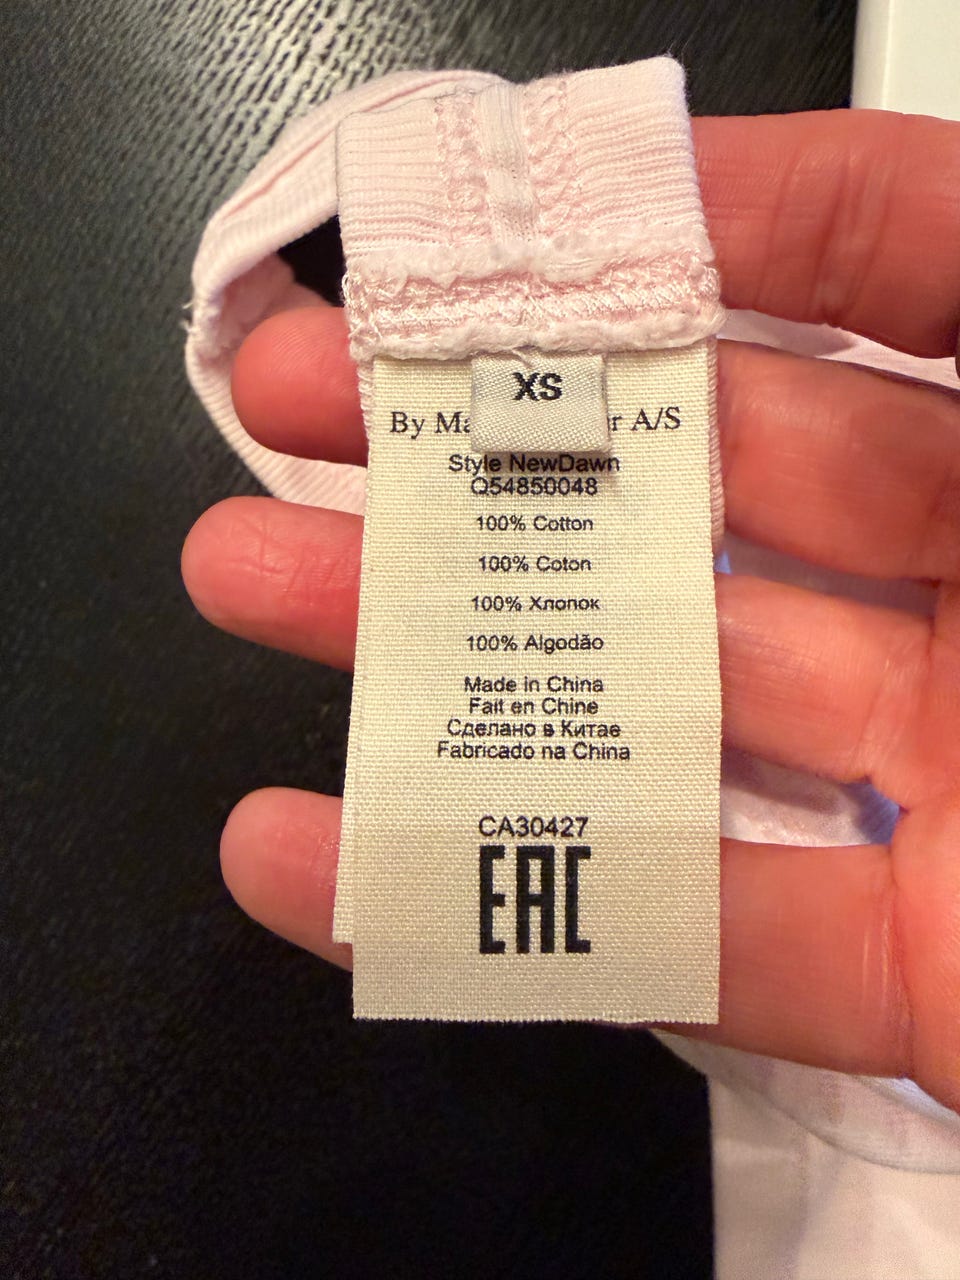 XS
By Ma r A/S
Style NewDawn
Q54850048
100% Cotton
100% Coton
100% Хлопок
100% Algodão
Made in China
Fait en Chine
Сделано в Китае
Fabricado na China
CA30427
EAC